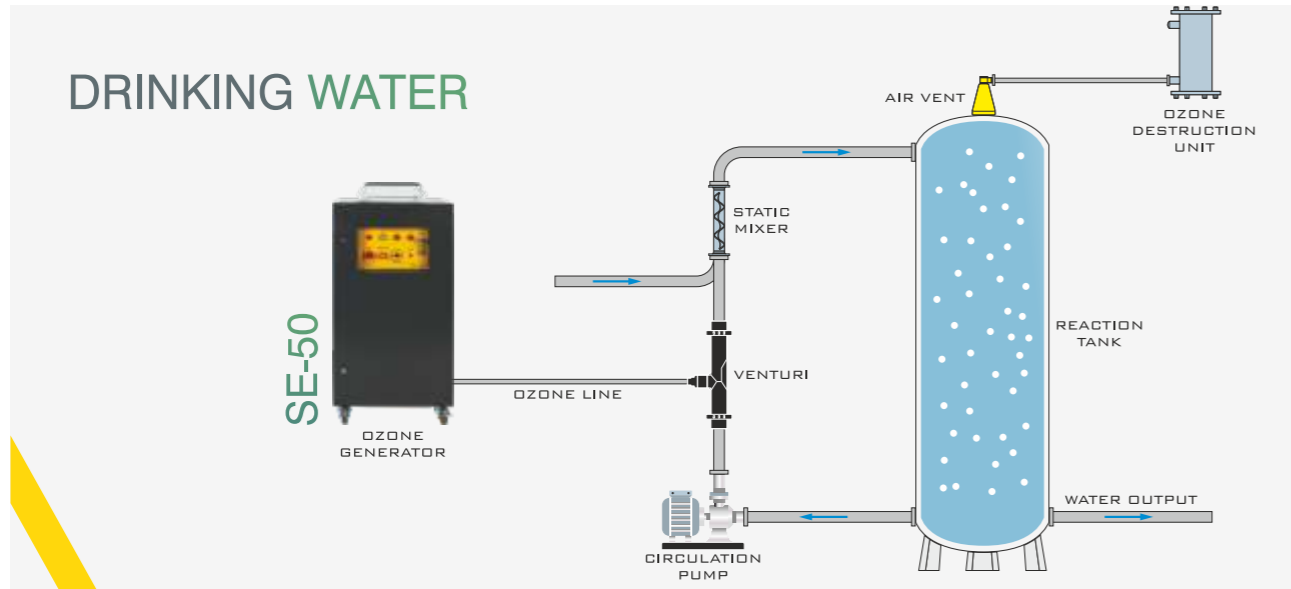 DRINKING WATER
AIR VENT
OZONE
DESTRUCTION
UNIT
STATIC
MIXER
SE-50
REACTION
TANK
VENTURI
OZONE LINE
OZONE
GENERATOR
WATER OUTPUT
CIRCULATION
PUMP